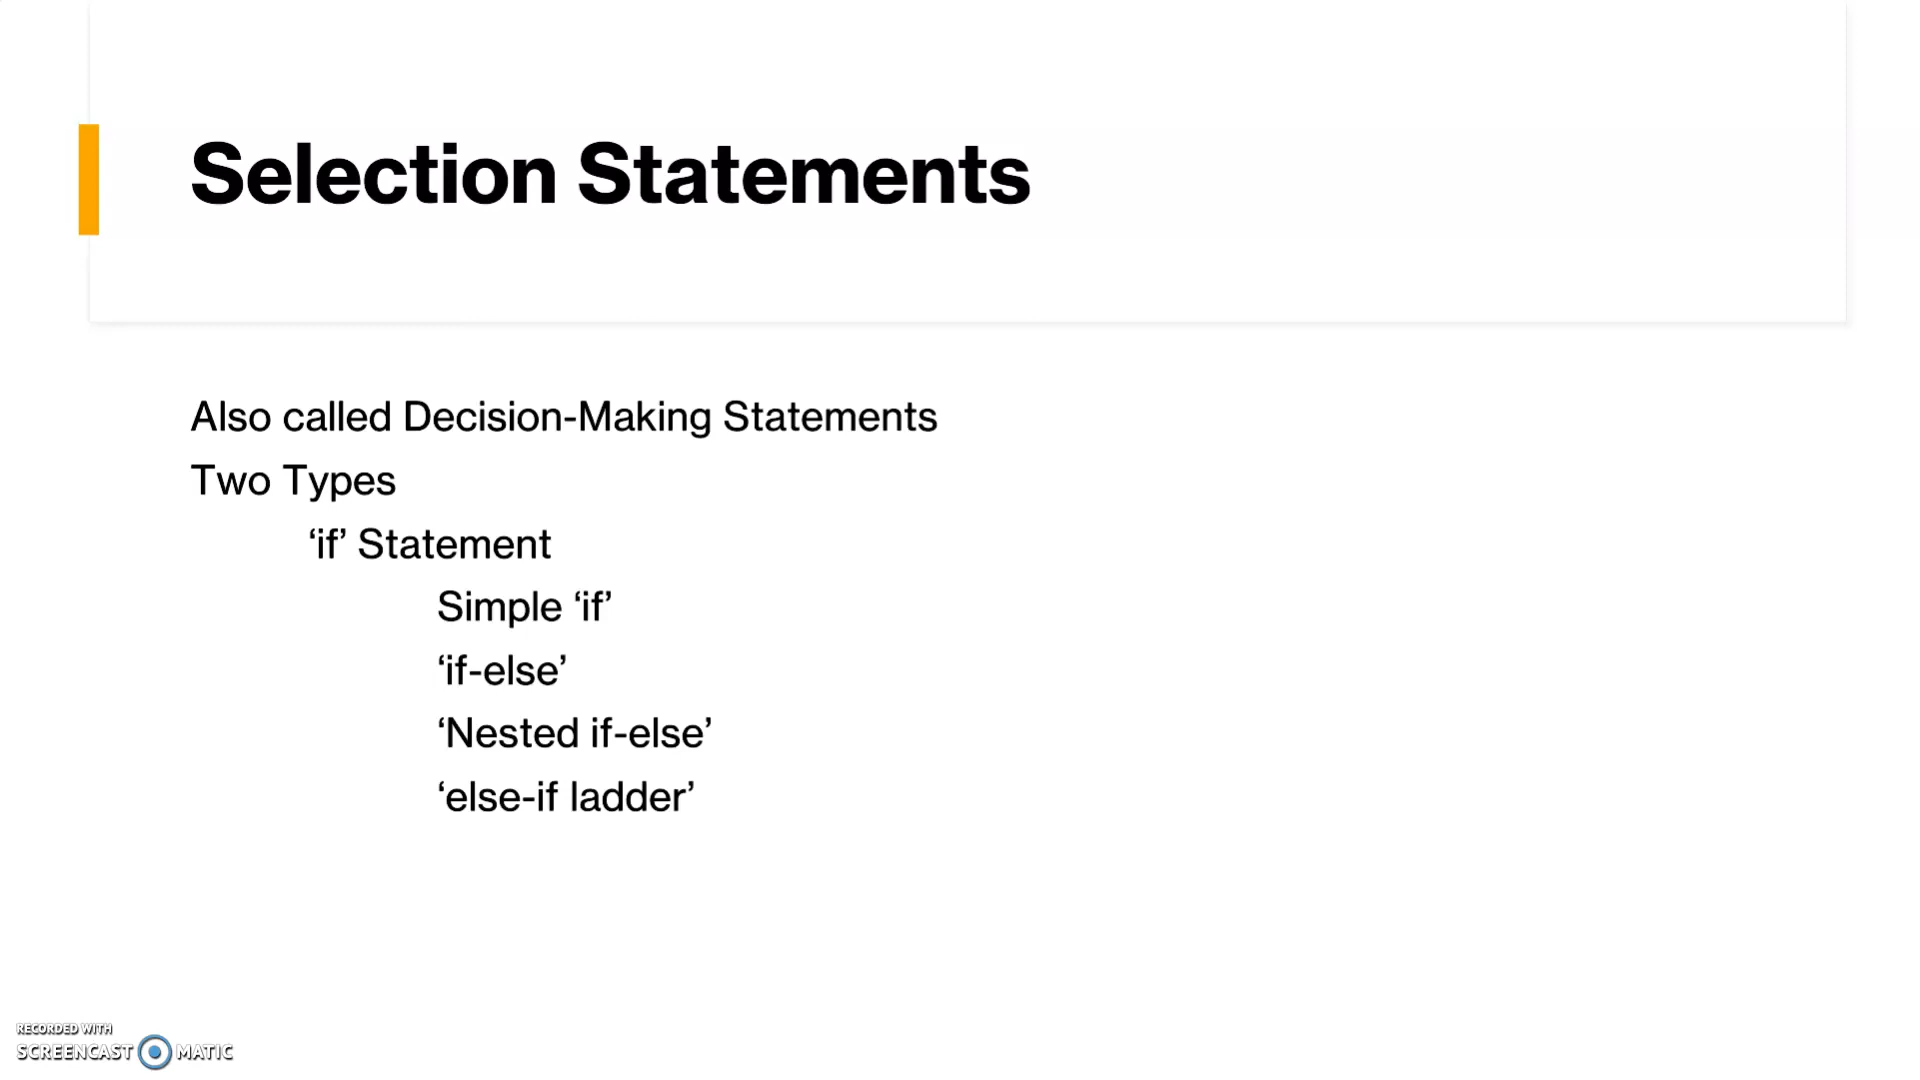 Selection Statements
Also called Decision-Making Statements
Two Types
‘if’ Statement
Simple ‘if’
‘if-else’
‘Nested if-else’
‘else-if ladder’
RECORDED WITH
SCREENCAST MATIC